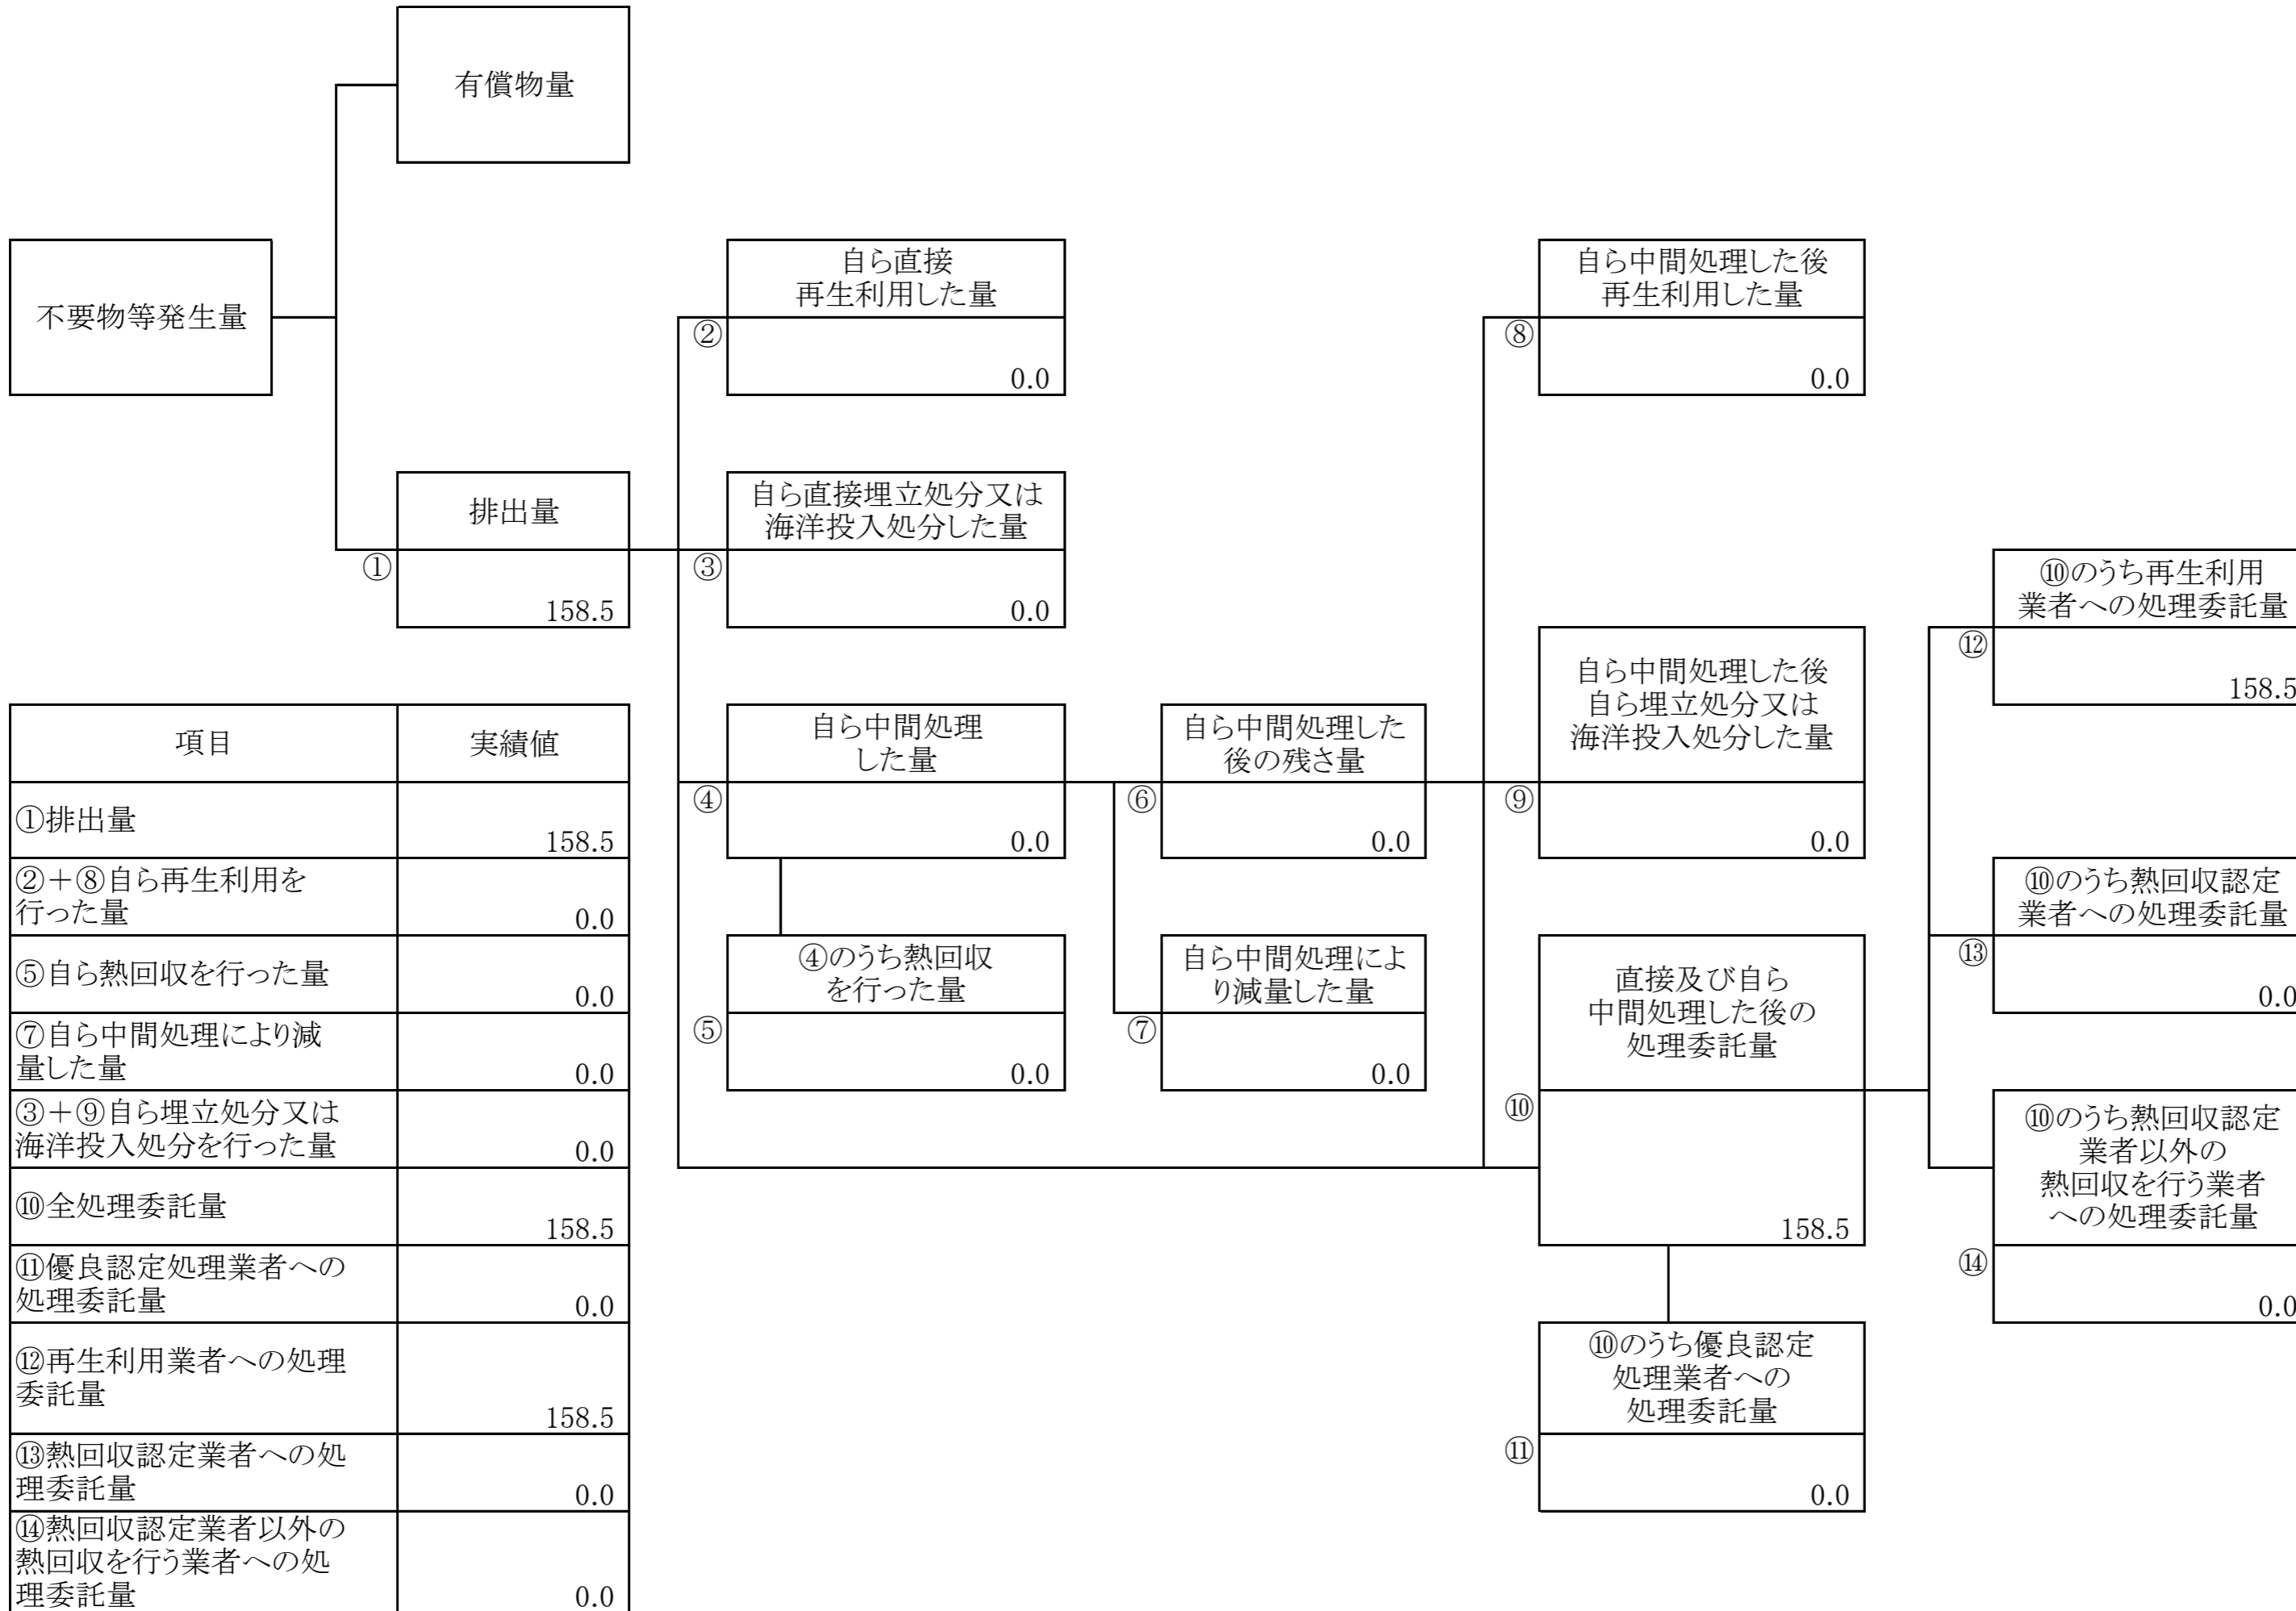 有償物量
不要物等発生量
自ら直接
再生利用した量
②
0.0
自ら中間処理した後
再生利用した量
⑧
0.0
排出量
①
158.5
自ら直接埋立処分又は
海洋投入処分した量
③
0.0
⑩のうち再生利用
業者への処理委託量
⑫
158.5
自ら中間処理
した量
④
0.0
自ら中間処理した
後の残さ量
⑥
0.0
自ら中間処理した後
自ら埋立処分又は
海洋投入処分した量
⑨
0.0
⑩のうち熱回収認定
業者への処理委託量
⑬
0.0
④のうち熱回収
を行った量
⑤
0.0
自ら中間処理によ
り減量した量
⑦
0.0
直接及び自ら
中間処理した後の
処理委託量
⑩
158.5
⑩のうち熱回収認定
業者以外の
熱回収を行う業者
への処理委託量
⑭
0.0
⑩のうち優良認定
処理業者への
処理委託量
⑪
0.0
項目 実績値
①排出量
158.5
②+⑧自ら再生利用を
行った量
0.0
⑤自ら熱回収を行った量
0.0
⑦自ら中間処理により減
量した量
0.0
③+⑨自ら埋立処分又は
海洋投入処分を行った量
0.0
⑩全処理委託量
158.5
⑪優良認定処理業者への
処理委託量
0.0
⑫再生利用業者への処理
委託量
158.5
⑬熱回収認定業者への処
理委託量
0.0
⑭熱回収認定業者以外の
熱回収を行う業者への処
理委託量
0.0